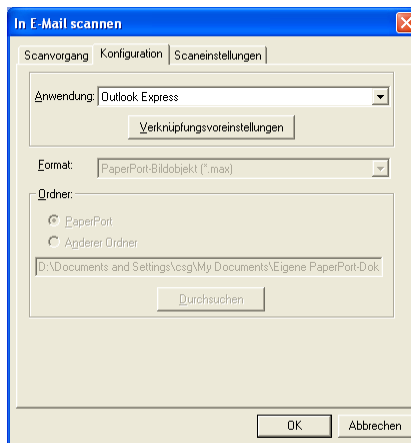 In E-Mail scannen
Scanvorgang Konfiguration Scaneinstellungen
Anwendung: Outlook Express
Verknüpfungsvoreinstellungen
Format: PaperPort-Bildobjekt (*.max)
Ordner:
PaperPort
Anderer Ordner
D:\Documents and Settings\csg\My Documents\Eigene PaperPort-Dok
Durchsuchen
OK Abbrechen